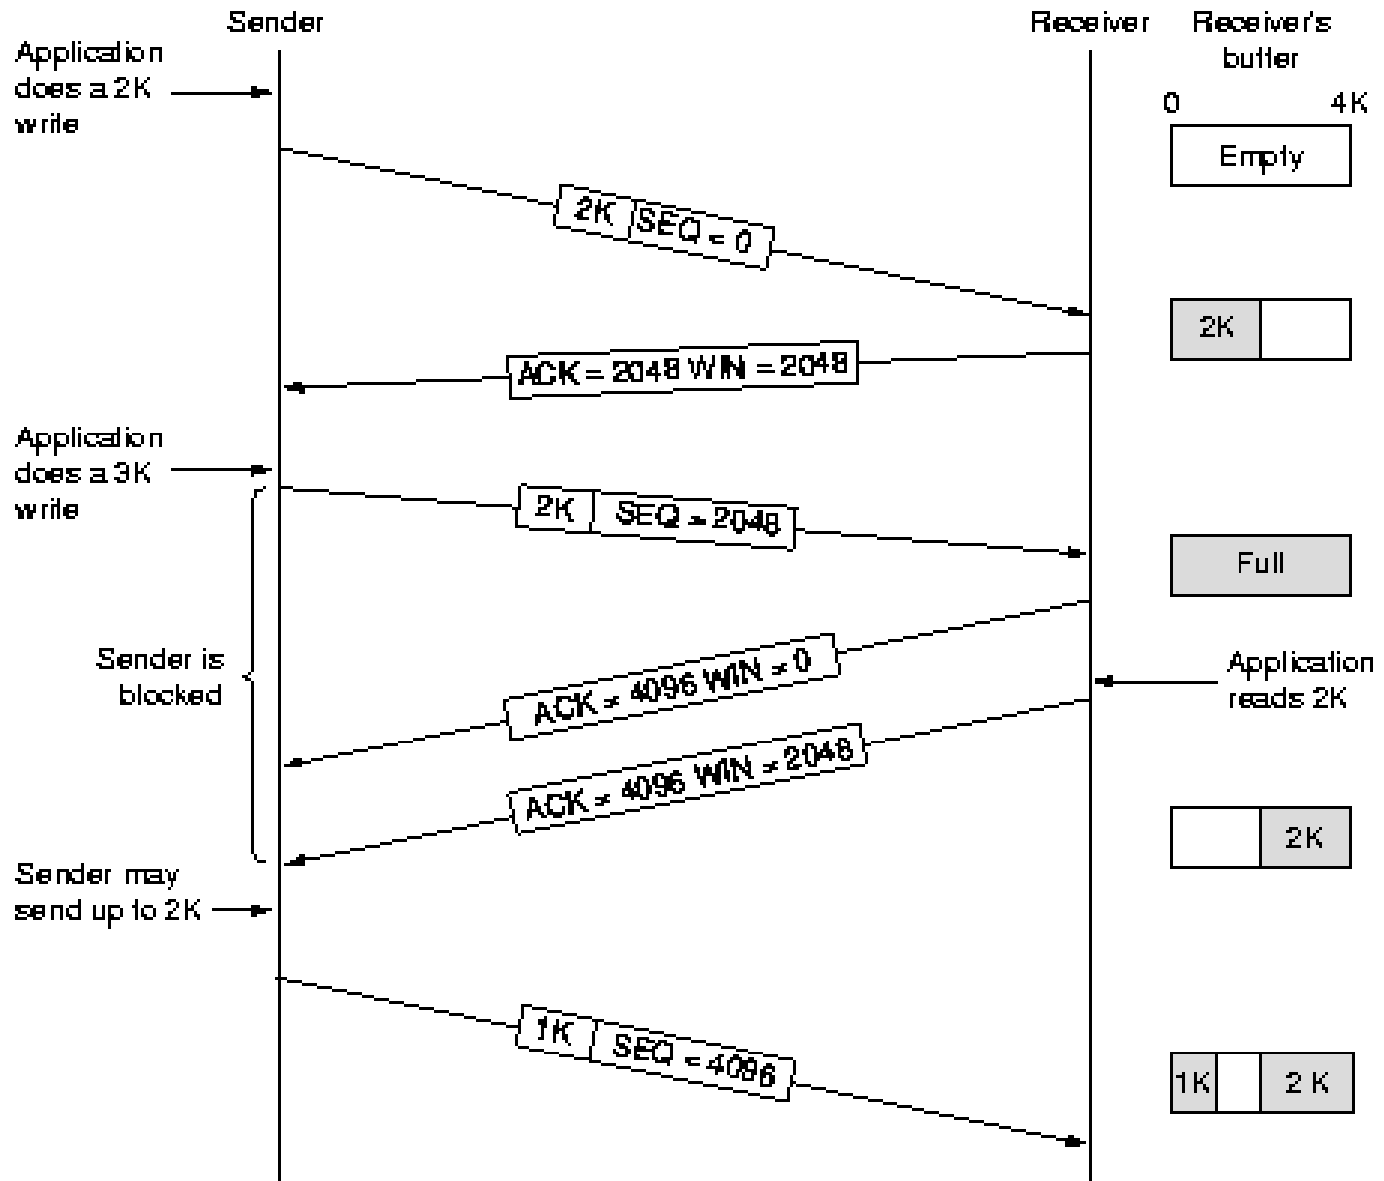 Sender
Receiver
Receiver's
buffer
Application
does a 2K
write
0
4K
Empty
2K
SEQ = 0
2K
ACK = 2048 WIN = 2048
Application
does a 3K
write
2K
SEQ = 2048
Full
Sender is
blocked
ACK = 4096 WIN = 0
Application
reads 2K
ACK = 4096 WIN = 2048
2K
Sender may
send up to 2K
1K
SEQ = 4096
1K
2 K